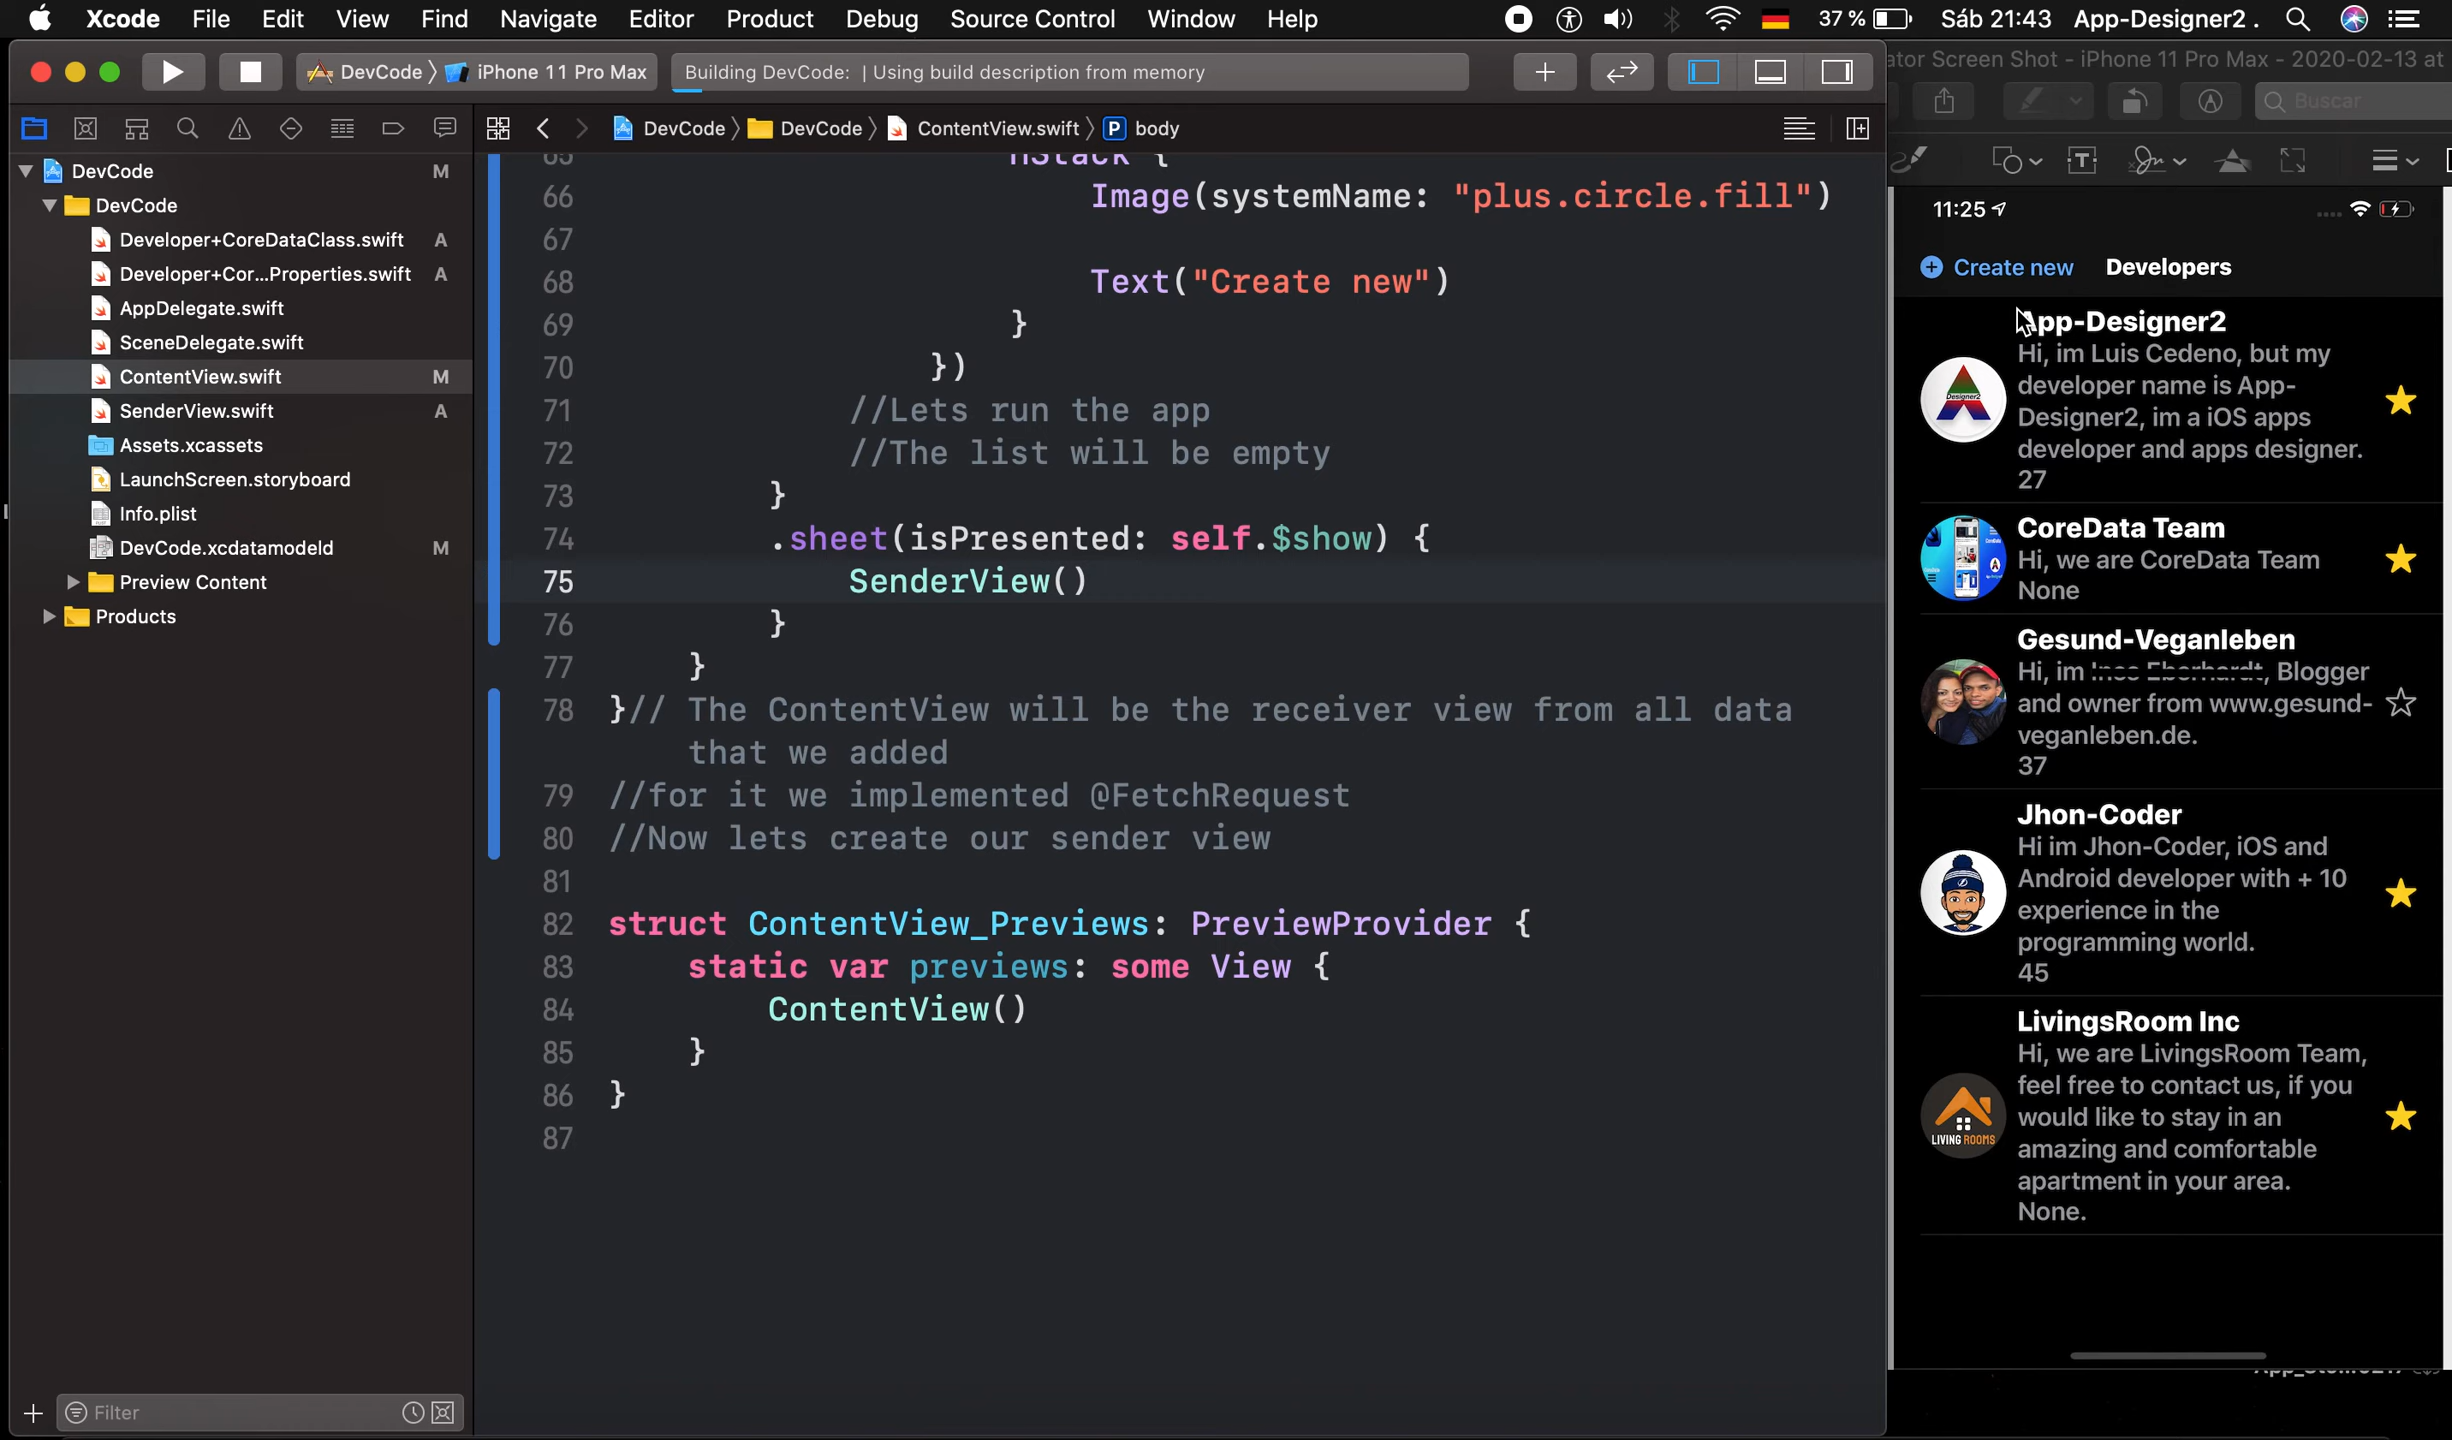 Xcode File Edit View Find Navigate Editor Product Debug Source Control Window Help 37 % Sáb 21:43 App-Designer2 .
DevCode iPhone 11 Pro Max Building DevCode: | Using build description from memory
Screen Shot - iPhone 11 Pro Max - 2020-02-13 at
Buscar
DevCode DevCode ContentView.swift P body
DevCode M
DevCode
Developer+CoreDataClass.swift A
Developer+Cor...Properties.swift A
AppDelegate.swift
SceneDelegate.swift
ContentView.swift M
SenderView.swift A
Assets.xcassets
LaunchScreen.storyboard
Info.plist
DevCode.xcdatamodeld M
Preview Content
Products
Filter
65 HStack {
66 Image(systemName: "plus.circle.fill")
67
68 Text("Create new")
69 }
70 })
71 //Lets run the app
72 //The list will be empty
73 }
74 .sheet(isPresented: self.$show) {
75 SenderView()
76 }
77 }
78 }// The ContentView will be the receiver view from all data
that we added
79 //for it we implemented @FetchRequest
80 //Now lets create our sender view
81
82 struct ContentView_Previews: PreviewProvider {
83 static var previews: some View {
84 ContentView()
85 }
86 }
87
11:25
Create new Developers
App-Designer2
Hi, im Luis Cedeno, but my
developer name is App-
Designer2, im a iOS apps
developer and apps designer.
27
Designer2
CoreData Team
Hi, we are CoreData Team
None
Gesund-Veganleben
Hi, im Ines Eberhardt, Blogger
and owner from www.gesund-
veganleben.de.
37
Jhon-Coder
Hi im Jhon-Coder, iOS and
Android developer with + 10
experience in the
programming world.
45
LivingsRoom Inc
Hi, we are LivingsRoom Team,
feel free to contact us, if you
would like to stay in an
amazing and comfortable
apartment in your area.
None.
LIVING ROOMS